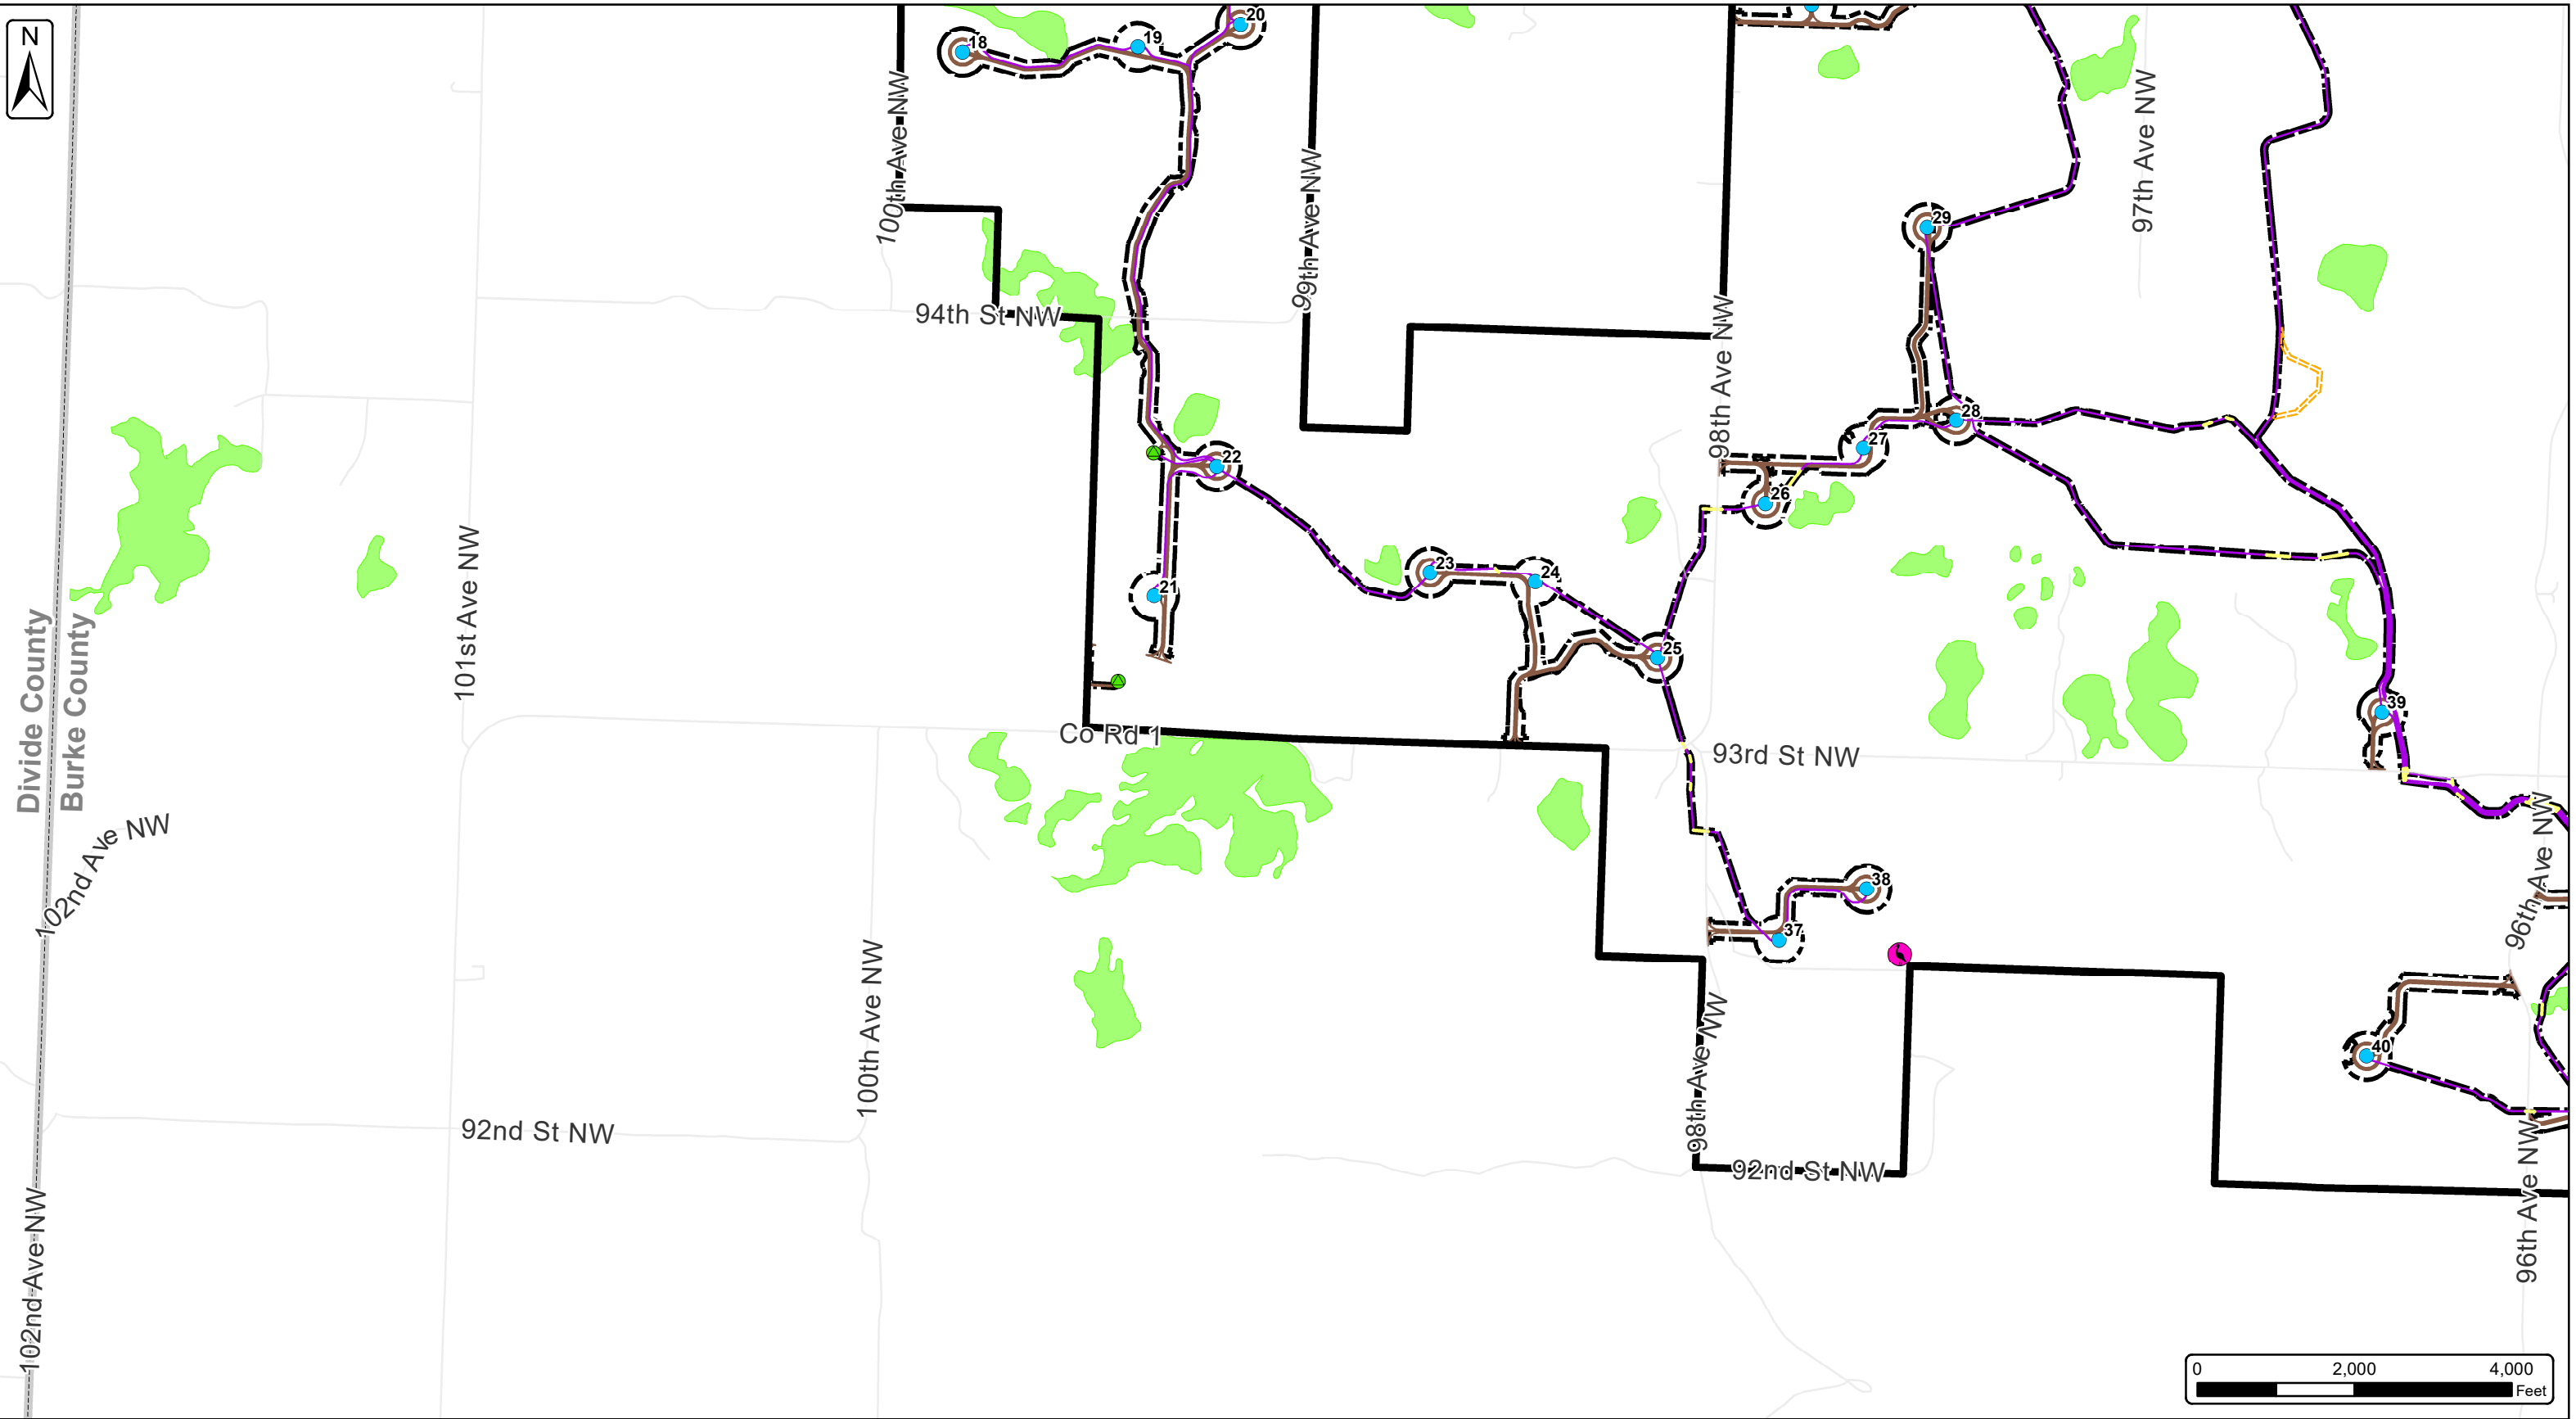 N
18
19
20
100th Ave NW
99th Ave NW
97th Ave NW
29
94th St NW
98th Ave NW
28
27
22
26
23
24
21
25
101st Ave NW
Divide County
Burke County
39
Co Rd 1
93rd St NW
102nd Ave NW
96th Ave NW
38
37
100th Ave NW
98th Ave NW
40
92nd St NW
92nd St NW
96th Ave NW
102nd Ave NW
0 2,000 4,000
Feet